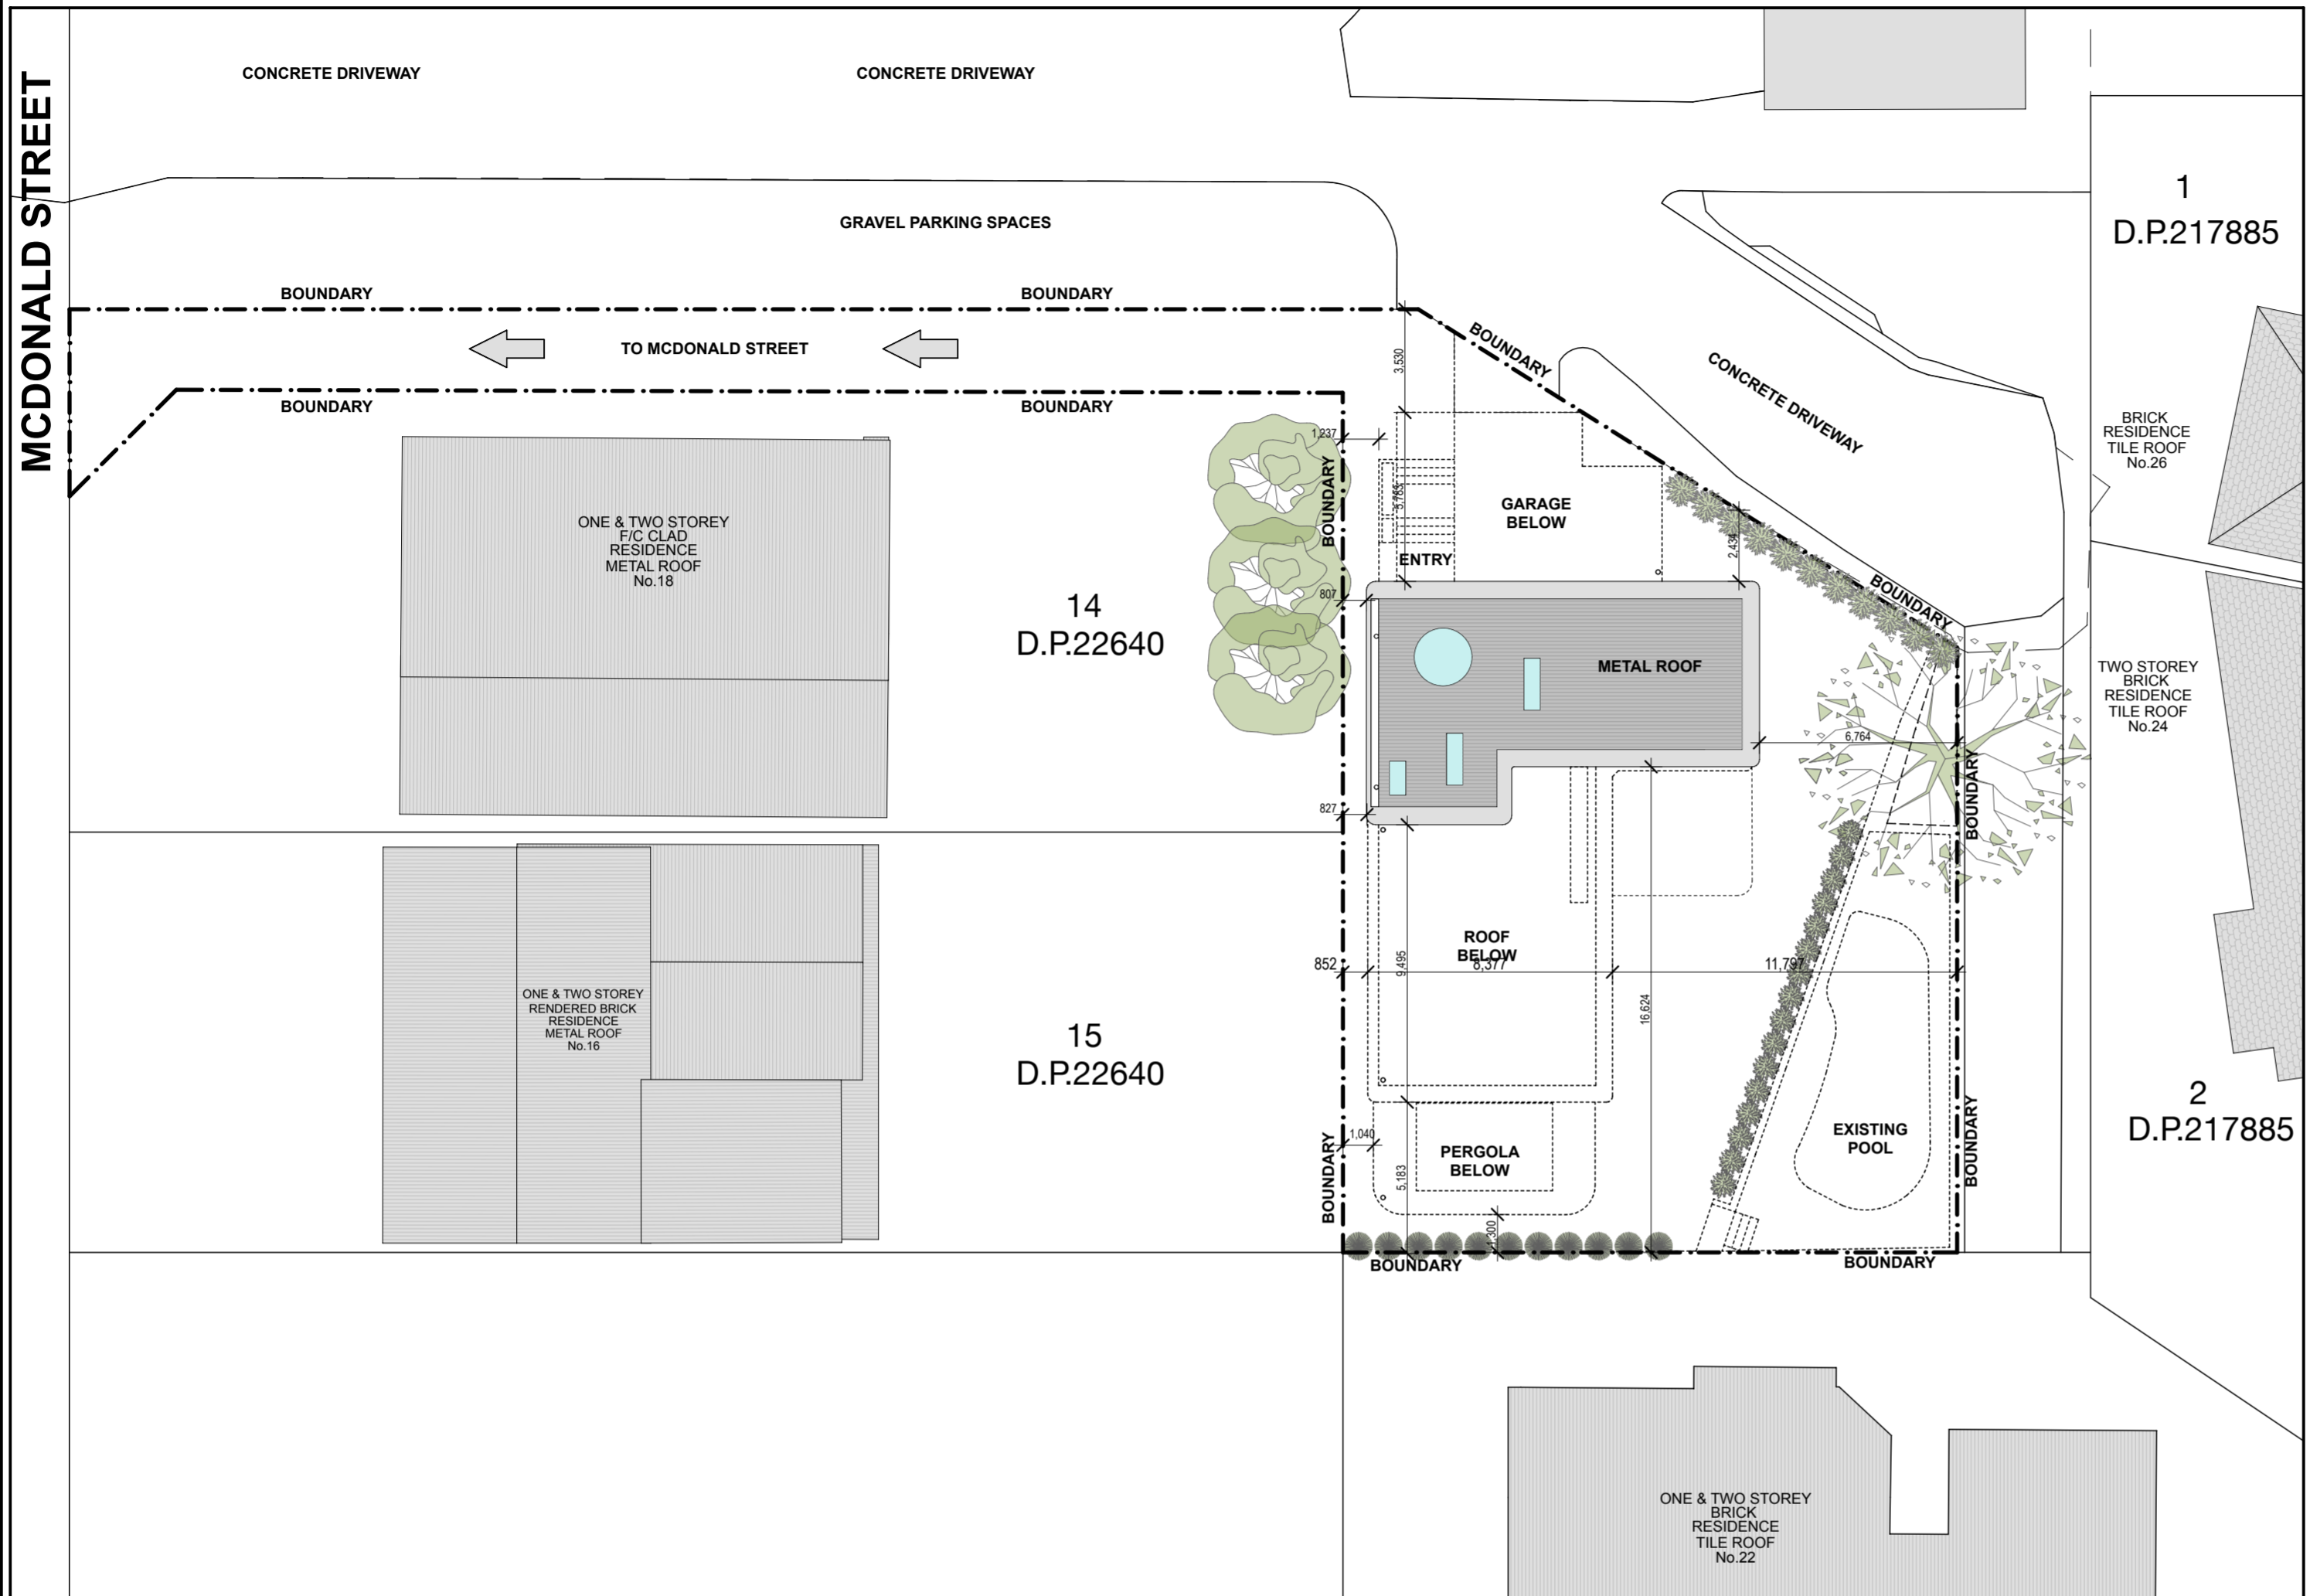 MCDONALD STREET
CONCRETE DRIVEWAY
CONCRETE DRIVEWAY
GRAVEL PARKING SPACES
1
D.P.217885
BOUNDARY
BOUNDARY
TO MCDONALD STREET
BOUNDARY
BOUNDARY
BOUNDARY
3,530
CONCRETE DRIVEWAY
BRICK
RESIDENCE
TILE ROOF
No.26
1,237
BOUNDARY
5,783
GARAGE
BELOW
ENTRY
2,434
BOUNDARY
ONE & TWO STOREY
F/C CLAD
RESIDENCE
METAL ROOF
No.18
14
D.P.22640
807
METAL ROOF
TWO STOREY
BRICK
RESIDENCE
TILE ROOF
No.24
6,764
BOUNDARY
827
ROOF
BELOW
852
9,495
8,377
11,797
16,624
ONE & TWO STOREY
RENDERED BRICK
RESIDENCE
METAL ROOF
No.16
15
D.P.22640
2
D.P.217885
EXISTING
POOL
BOUNDARY
BOUNDARY
1,040
PERGOLA
BELOW
5,183
1,300
BOUNDARY
BOUNDARY
ONE & TWO STOREY
BRICK
RESIDENCE
TILE ROOF
No.22